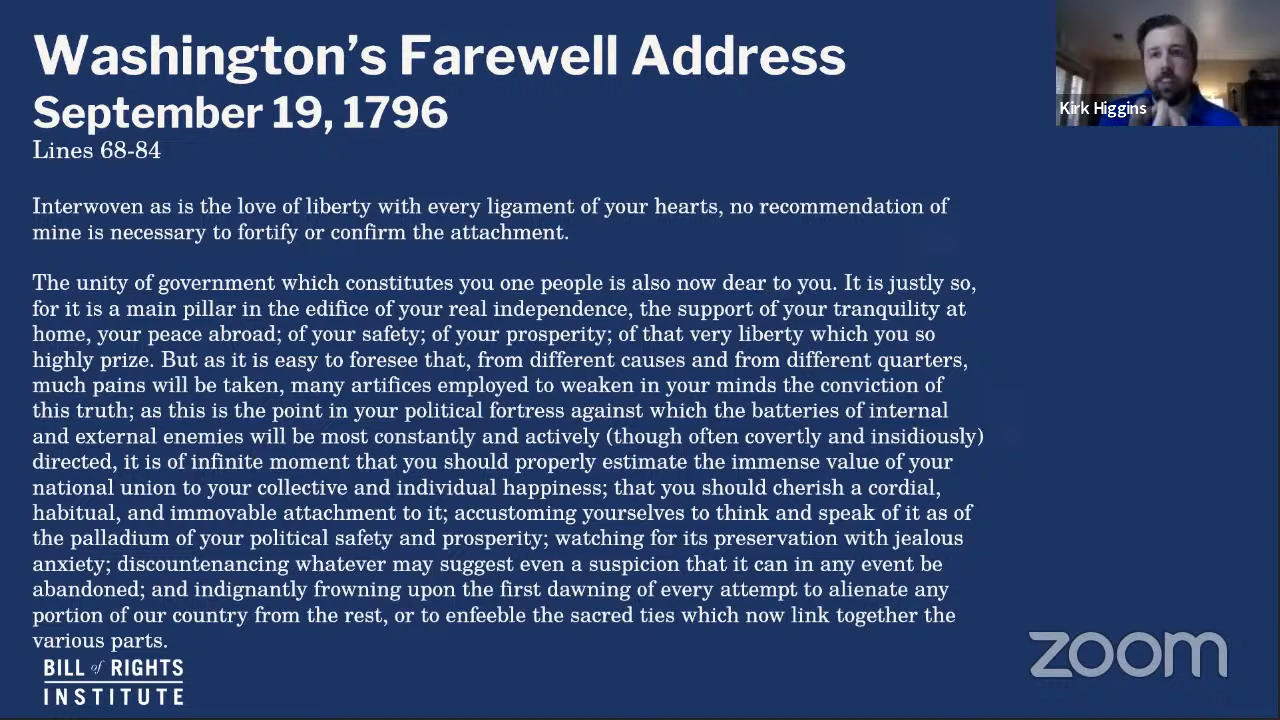 Washington’s Farewell Address
September 19, 1796
Lines 68-84
Kirk Higgins
Interwoven as is the love of liberty with every ligament of your hearts, no recommendation of
mine is necessary to fortify or confirm the attachment.
The unity of government which constitutes you one people is also now dear to you. It is justly so,
for it is a main pillar in the edifice of your real independence, the support of your tranquility at
home, your peace abroad; of your safety; of your prosperity; of that very liberty which you so
highly prize. But as it is easy to foresee that, from different causes and from different quarters,
much pains will be taken, many artifices employed to weaken in your minds the conviction of
this truth; as this is the point in your political fortress against which the batteries of internal
and external enemies will be most constantly and actively (though often covertly and insidiously)
directed, it is of infinite moment that you should properly estimate the immense value of your
national union to your collective and individual happiness; that you should cherish a cordial,
habitual, and immovable attachment to it; accustoming yourselves to think and speak of it as of
the palladium of your political safety and prosperity; watching for its preservation with jealous
anxiety; discountenancing whatever may suggest even a suspicion that it can in any event be
abandoned; and indignantly frowning upon the first dawning of every attempt to alienate any
portion of our country from the rest, or to enfeeble the sacred ties which now link together the
various parts.
BILL of RIGHTS
INSTITUTE
zoom